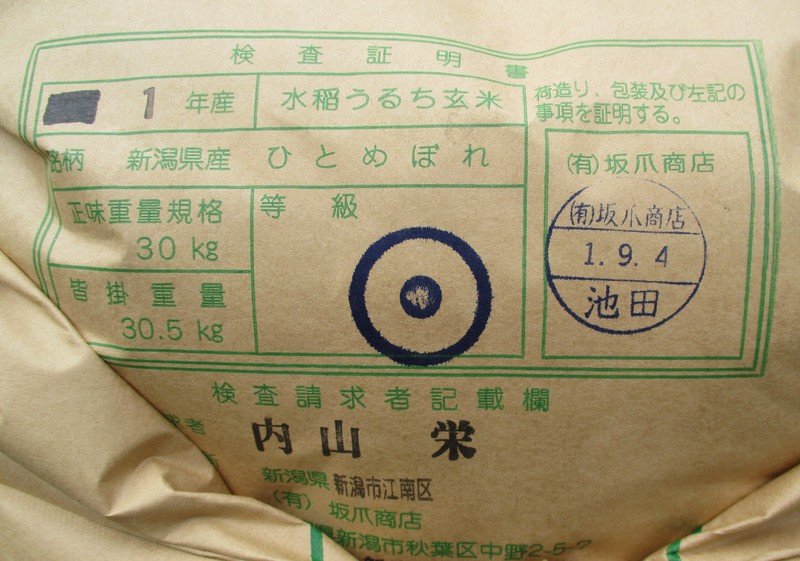 検査証明書
1 年産
水稲うるち玄米
荷造り、包装及び左記の
事項を証明する。
銘柄 新潟県産 ひとめぼれ
正味重量規格
30 kg
等級
皆掛重量
30.5 kg
(有)坂爪商店
(有)坂爪商店
1.9.4
池田
検査請求者記載欄
求者 内山 栄
新潟県 新潟市江南区
(有) 坂爪商店
新潟市秋葉区中野2-5-7